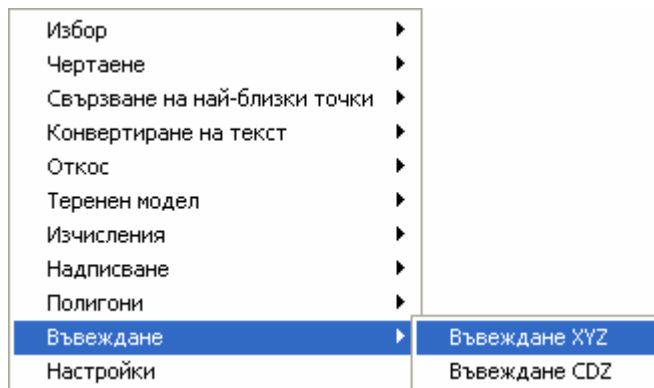 Избор
Чертаене
Свързване на най-близки точки
Конвертиране на текст
Откос
Теренен модел
Изчисления
Надписване
Полигони
Въвеждане
Въвеждане XYZ
Настройки
Въвеждане CDZ